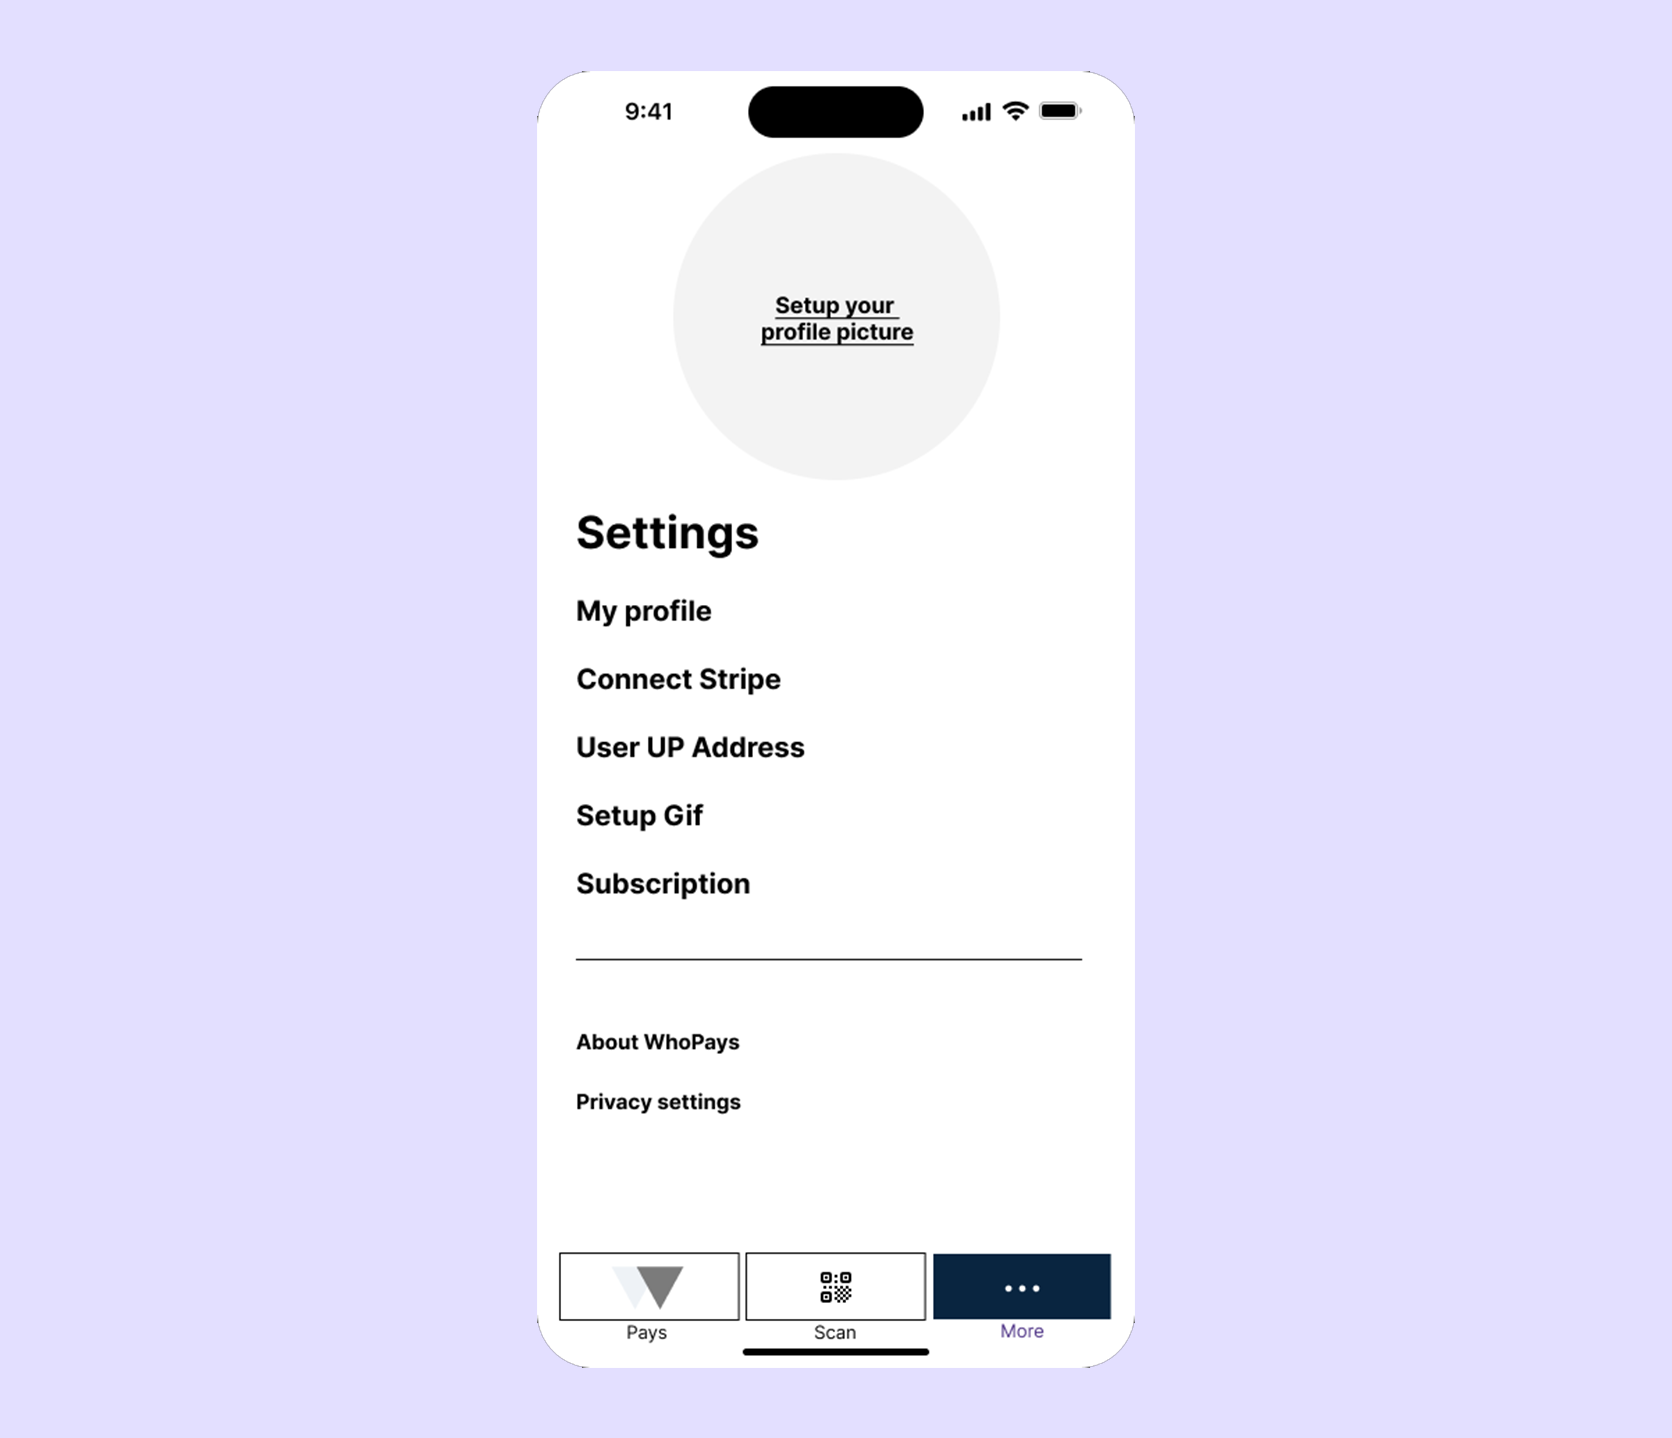 9:41
Setup your
profile picture
Settings
My profile
Connect Stripe
User UP Address
Setup Gif
Subscription
About WhoPays
Privacy settings
Pays
Scan
More